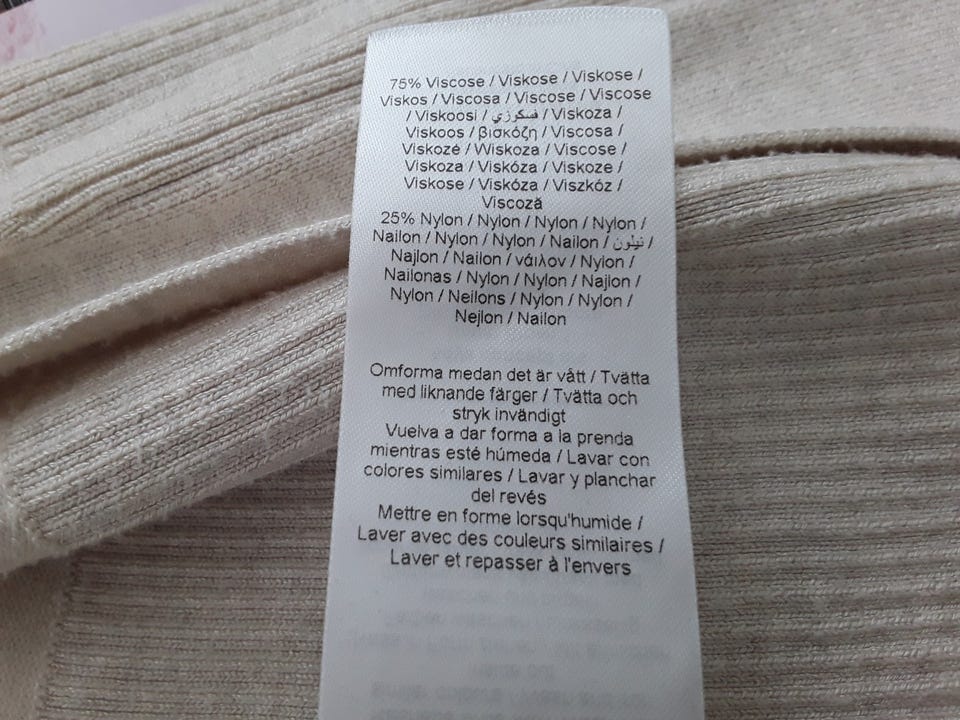 75% Viscose / Viskose / Viskose /
Viskos / Viscosa / Viscose / Viscose
/ Viskoosi / فسكوزي / Viskoza /
Viskoos / βισκόζη / Viscosa /
Viskozė / Wiskoza / Viscose /
Viskoza / Viskóza / Viskoze /
Viskose / Viskóza / Viszkóz /
Viscoză
25% Nylon / Nylon / Nylon / Nylon /
Nailon / Nylon / Nylon / Nailon / نيلون /
Najlon / Nailon / νάιλον / Nylon /
Nailonas / Nylon / Nylon / Najlon /
Nylon / Neilons / Nylon / Nylon /
Nejlon / Nailon
Omforma medan det är vått / Tvätta
med liknande färger / Tvätta och
stryk invändigt
Vuelva a dar forma a la prenda
mientras esté húmeda / Lavar con
colores similares / Lavar y planchar
del revés
Mettre en forme lorsqu'humide /
Laver avec des couleurs similaires /
Laver et repasser à l'envers